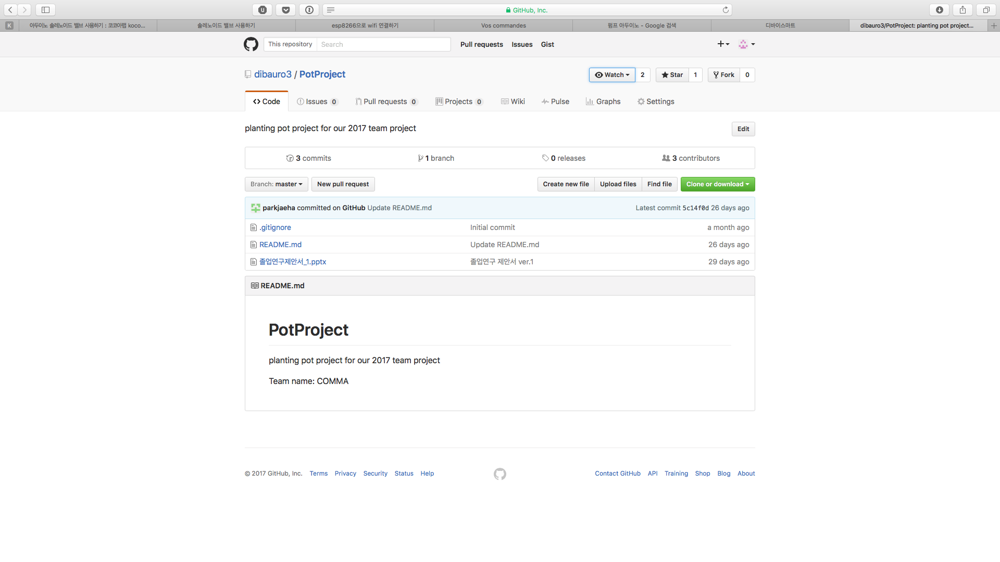 GitHub, Inc.
K
아두이노 솔레노이드 밸브 사용하기 : 코코아팹 koco...
솔레노이드 밸브 사용하기
esp8266으로 wifi 연결하기
Vos commandes
펌프 아두이노 - Google 검색
디바이스마트
dibauro3/PotProject: planting pot project...
This repository
Search
Pull requests
Issues
Gist
dibauro3 / PotProject
Watch 2
Star 1
Fork 0
Code
Issues 0
Pull requests 0
Projects 0
Wiki
Pulse
Graphs
Settings
planting pot project for our 2017 team project
Edit
3 commits
1 branch
0 releases
3 contributors
Branch: master
New pull request
Create new file
Upload files
Find file
Clone or download
parkjaeha committed on GitHub Update README.md
Latest commit 5c14f0d 26 days ago
.gitignore
Initial commit
a month ago
README.md
Update README.md
26 days ago
졸업연구제안서_1.pptx
졸업연구 제안서 ver.1
29 days ago
README.md
PotProject
planting pot project for our 2017 team project
Team name: COMMA
© 2017 GitHub, Inc.
Terms
Privacy
Security
Status
Help
Contact GitHub
API
Training
Shop
Blog
About